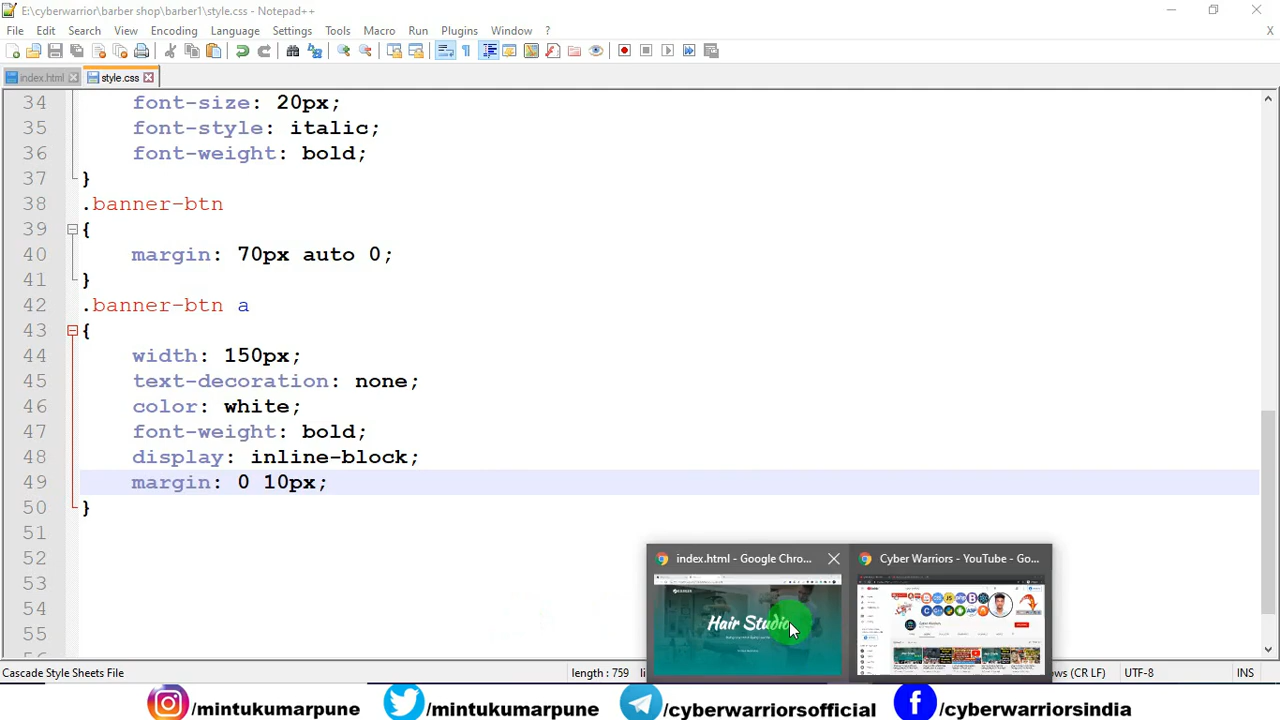 E:\cyberwarrior\barber shop\barber1\style.css - Notepad++
File Edit Search View Encoding Language Settings Tools Macro Run Plugins Window ? X
index.html style.css
34 font-size: 20px;
35 font-style: italic;
36 font-weight: bold;
37 }
38 .banner-btn
39 {
40 margin: 70px auto 0;
41 }
42 .banner-btn a
43 {
44 width: 150px;
45 text-decoration: none;
46 color: white;
47 font-weight: bold;
48 display: inline-block;
49 margin: 0 10px;
50 }
51
52
53
54
55
index.html - Google Chro... Cyber Warriors - YouTube - Go...
Hair Studio
Cascade Style Sheets File length : 759 ows (CR LF) UTF-8 INS
/mintukumarpune /mintukumarpune /cyberwarriorsofficial /cyberwarriorsindia